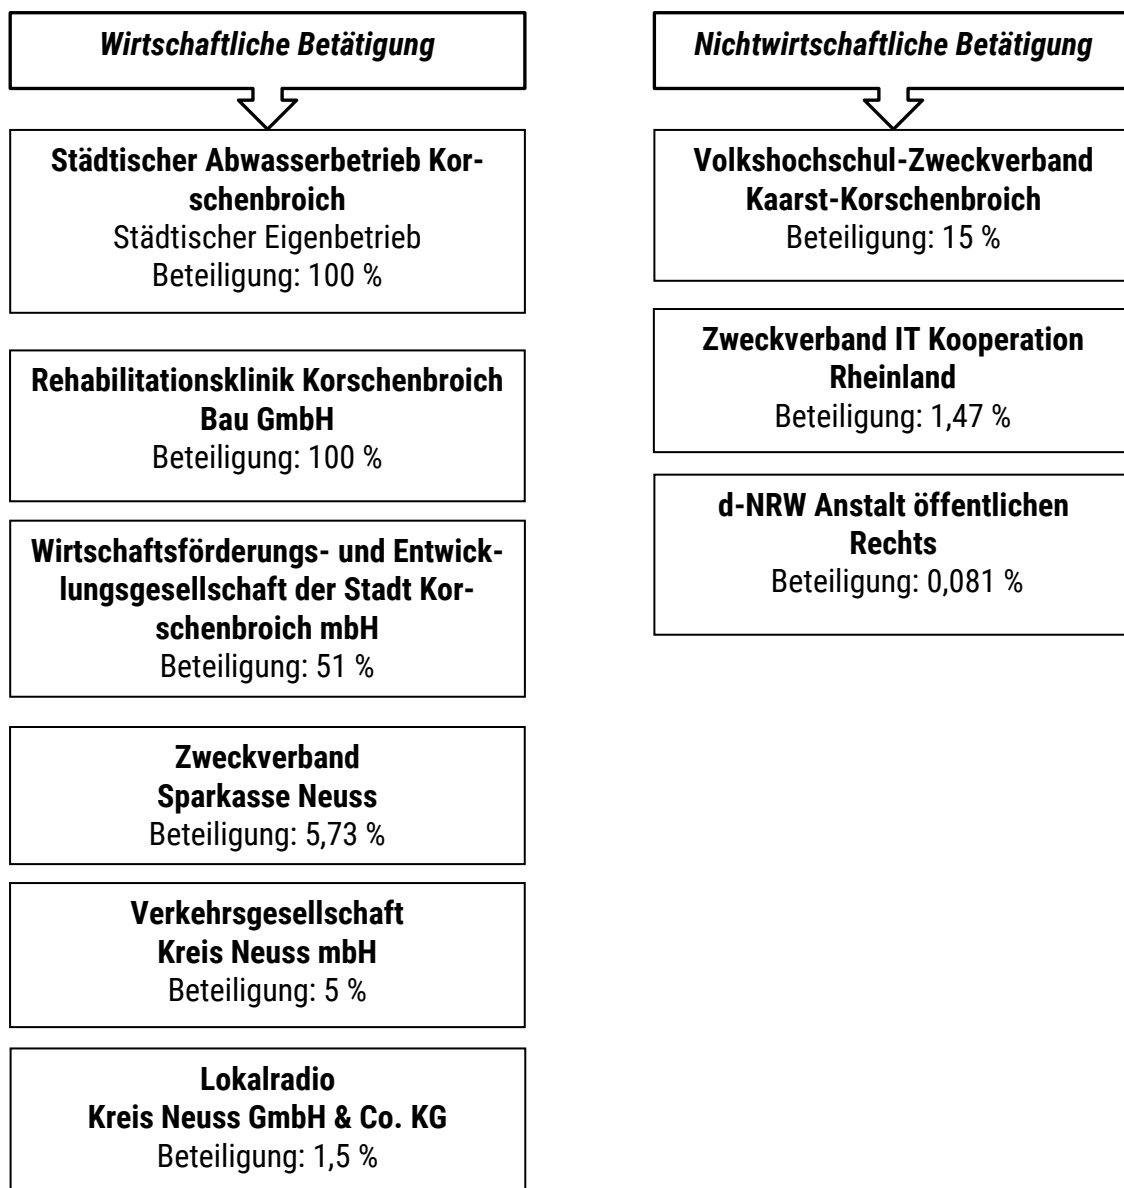 Wirtschaftliche Betätigung
Städtischer Abwasserbetrieb Kor-
schenbroich
Städtischer Eigenbetrieb
Beteiligung: 100 %
Rehabilitationsklinik Korschenbroich
Bau GmbH
Beteiligung: 100 %
Wirtschaftsförderungs- und Entwick-
lungsgesellschaft der Stadt Kor-
schenbroich mbH
Beteiligung: 51 %
Zweckverband
Sparkasse Neuss
Beteiligung: 5,73 %
Verkehrsgesellschaft
Kreis Neuss mbH
Beteiligung: 5 %
Lokalradio
Kreis Neuss GmbH & Co. KG
Beteiligung: 1,5 %
Nichtwirtschaftliche Betätigung
Volkshochschul-Zweckverband
Kaarst-Korschenbroich
Beteiligung: 15 %
Zweckverband IT Kooperation
Rheinland
Beteiligung: 1,47 %
d-NRW Anstalt öffentlichen
Rechts
Beteiligung: 0,081 %